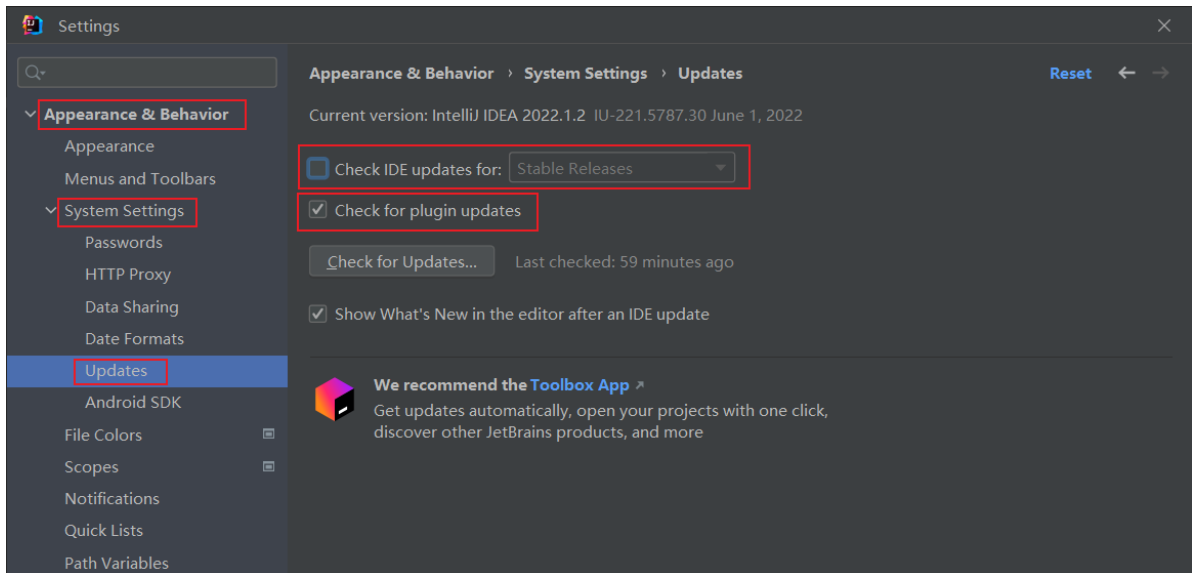 Settings
Appearance & Behavior › System Settings › Updates
Reset
Current version: IntelliJ IDEA 2022.1.2 IU-221.5787.30 June 1, 2022
Check IDE updates for: Stable Releases
Check for plugin updates
Check for Updates... Last checked: 59 minutes ago
Show What's New in the editor after an IDE update
We recommend the Toolbox App ↗
Get updates automatically, open your projects with one click,
discover other JetBrains products, and more
Appearance & Behavior
Appearance
Menus and Toolbars
System Settings
Passwords
HTTP Proxy
Data Sharing
Date Formats
Updates
Android SDK
File Colors
Scopes
Notifications
Quick Lists
Path Variables